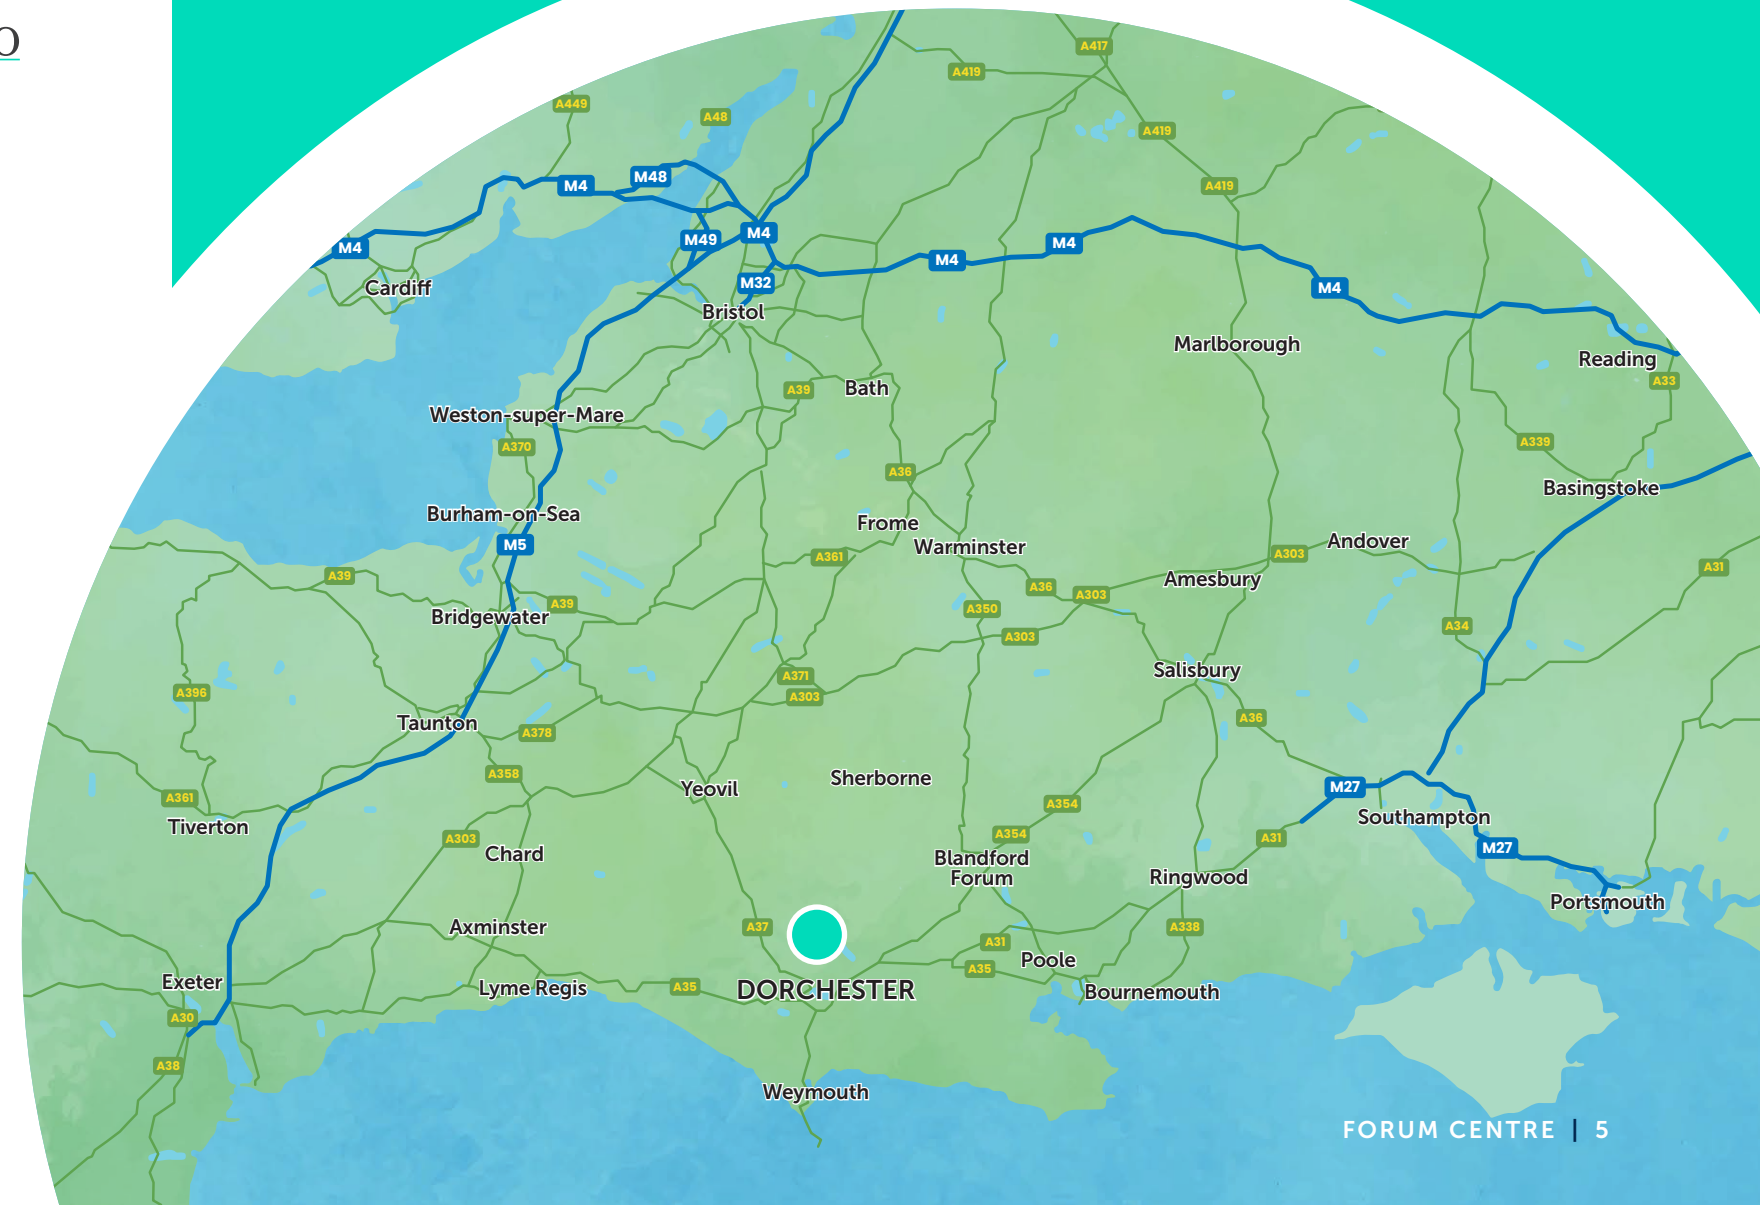 A417
A419
A449
A48
A419
M48
M4
A419
M4
M49
M4
M4
M4
M32
M4
Cardiff
Bristol
Marlborough
Reading
A33
A39
Bath
Weston-super-Mare
A370
A339
A36
Basingstoke
Burham-on-Sea
Frome
M5
Warminster
Andover
A361
A303
A39
A31
Amesbury
A36
A303
A39
A350
Bridgewater
A34
A303
Salisbury
A371
A396
A303
A36
Taunton
A378
A358
Sherborne
Yeovil
M27
A361
A354
Southampton
Tiverton
A303
A354
A31
M27
Chard
Blandford
Forum
Ringwood
Portsmouth
Axminster
A37
A338
A31
Poole
A35
Exeter
Lyme Regis
A35
DORCHESTER
Bournemouth
A30
A38
Weymouth
FORUM CENTRE | 5